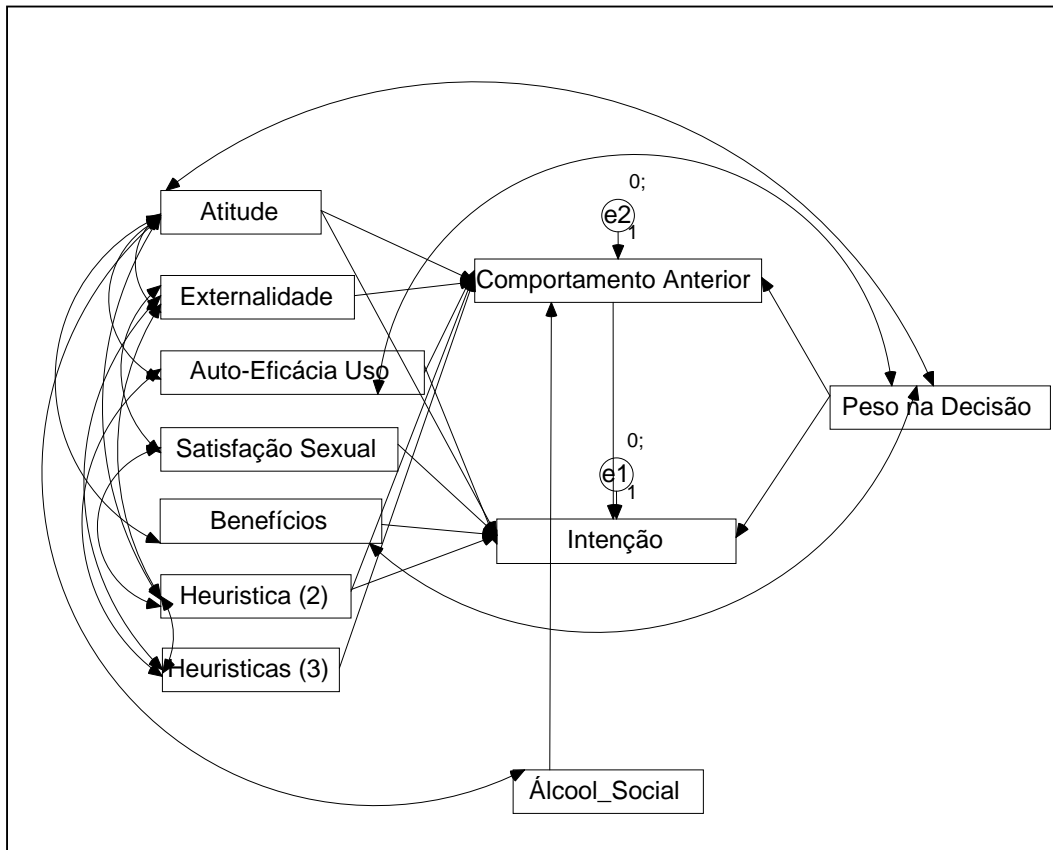 0;
e2
1
Atitude
Comportamento Anterior
Externalidade
Auto-Eficácia Uso
Peso na Decisão
Satisfação Sexual
0;
e1
1
Benefícios
Intenção
Heuristica (2)
Heuristicas (3)
Álcool_Social